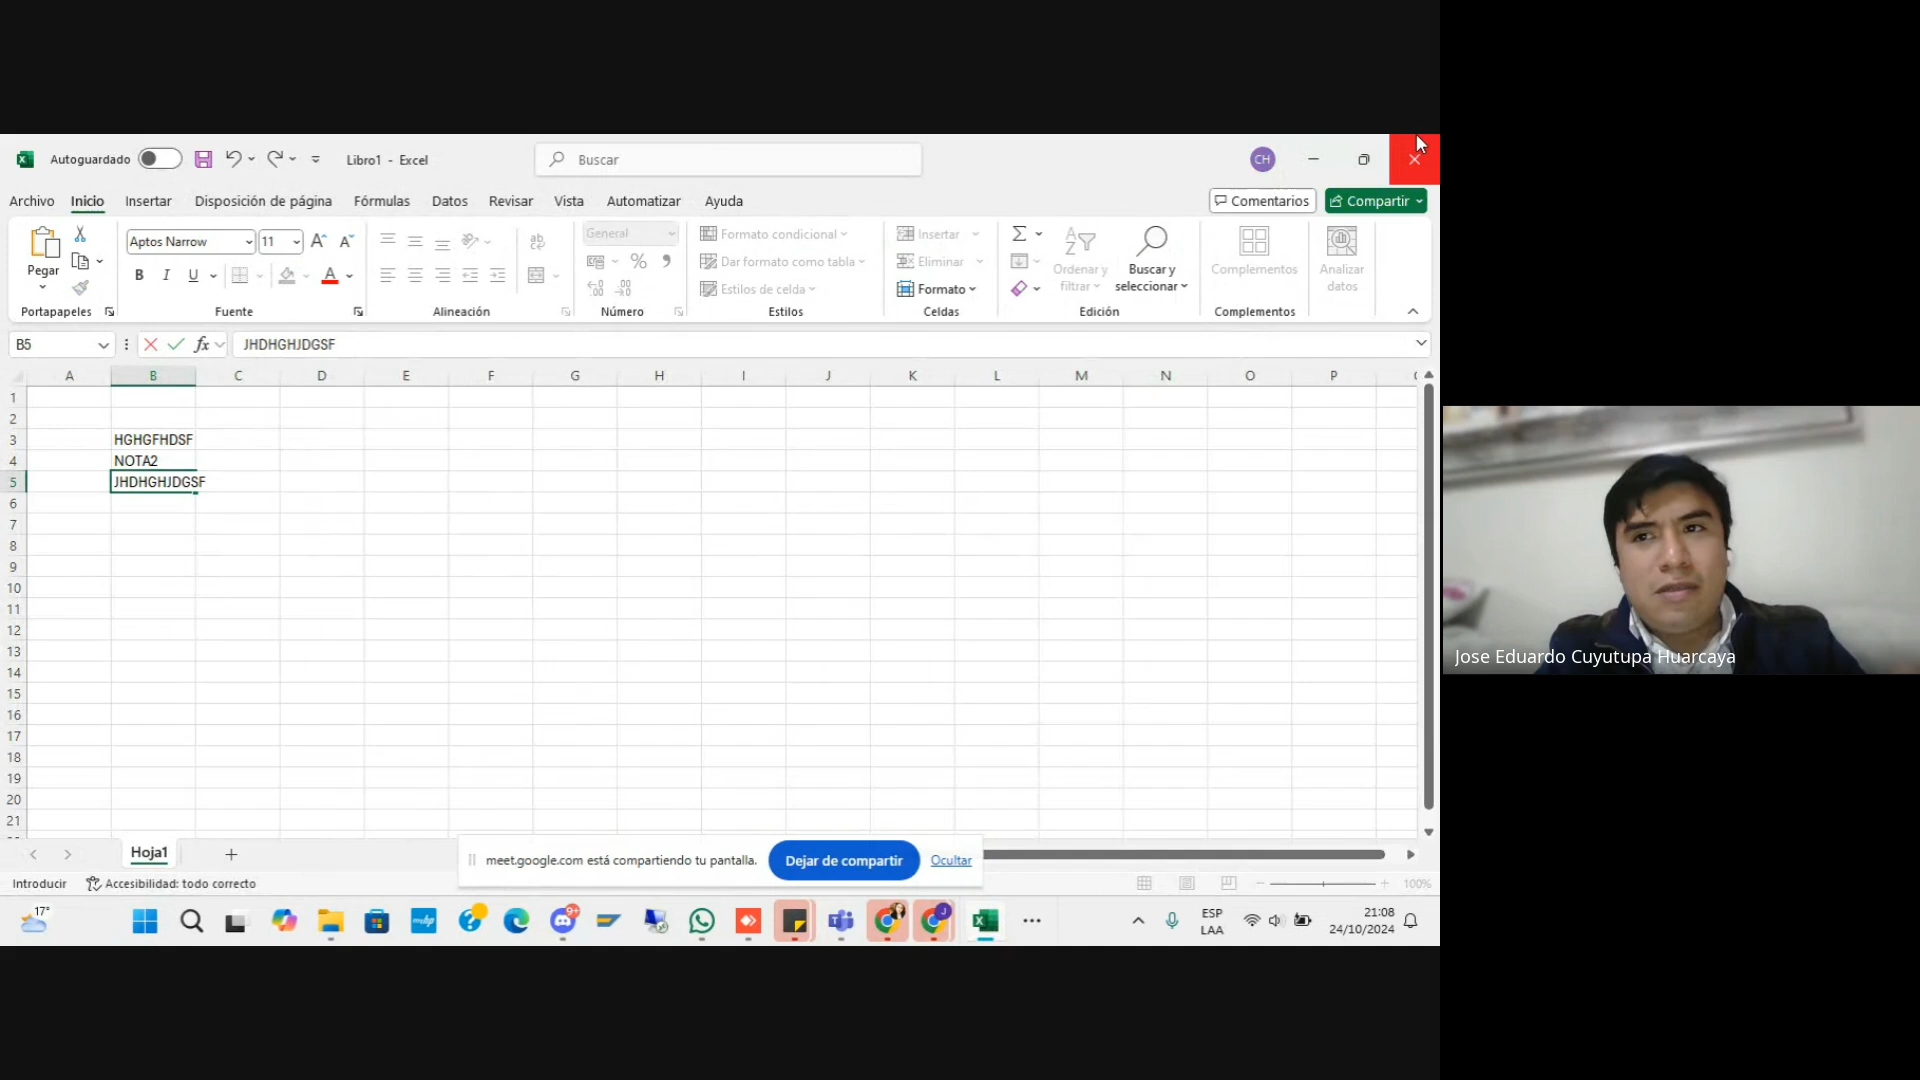 Autoguardado
Libro1 - Excel
Buscar
CH
Archivo Inicio Insertar Disposición de página Fórmulas Datos Revisar Vista Automatizar Ayuda
Comentarios
Compartir
Pegar
Aptos Narrow 11
General
Formato condicional
Dar formato como tabla
Estilos de celda
Insertar
Eliminar
Formato
Ordenar y filtrar
Buscar y seleccionar
Complementos
Analizar datos
Portapapeles Fuente Alineación Número Estilos Celdas Edición Complementos
B5
fx
JHDHGHJDGSF
A B C D E F G H I J K L M N O P
1
2
3 HGHGFHDSF
4 NOTA2
5 JHDHGHJDGSF
6
7
8
9
10
11
12
13
14
15
16
17
18
19
20
21
Jose Eduardo Cuyutupa Huarcaya
Hoja1
meet.google.com está compartiendo tu pantalla.
Dejar de compartir
Ocultar
Introducir
Accesibilidad: todo correcto
100%
17°
ESP
LAA
21:08
24/10/2024